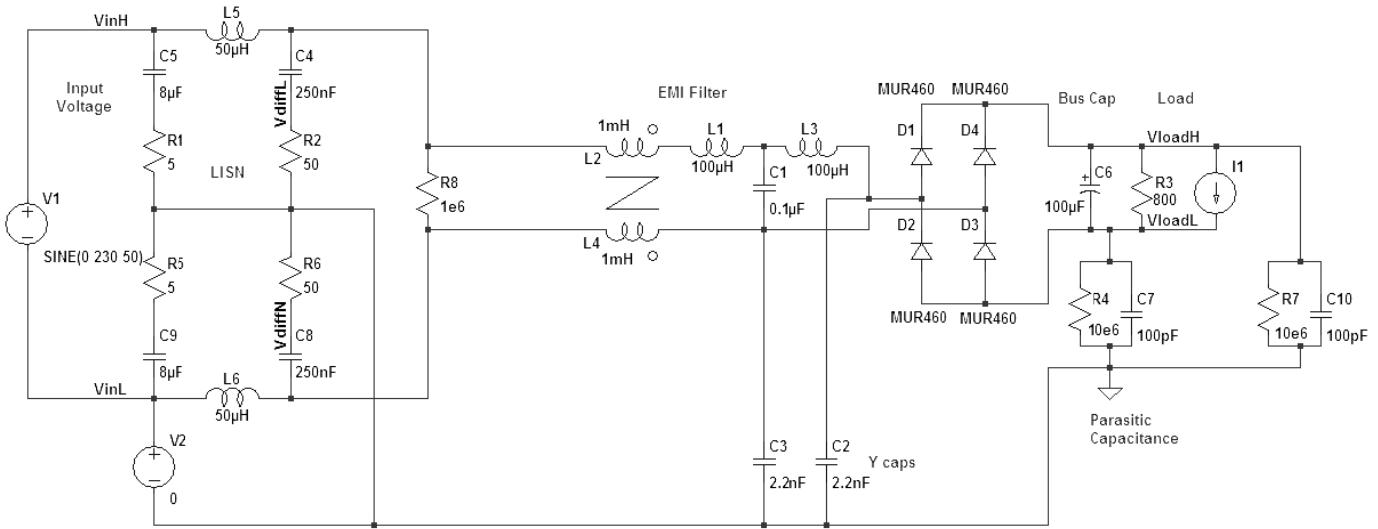 VinH
L5
50µH
C5
8µF
C4
250nF
VdiffL
Input
Voltage
R1
5
R2
50
LISN
V1
SINE(0 230 50)
R5
5
R6
50
VdiffN
C9
8µF
C8
250nF
VinL
L6
50µH
V2
0
R8
1e6
EMI Filter
1mH
L2
L1
100µH
L3
100µH
C1
0.1µF
L4
1mH
MUR460
MUR460
D1
D4
D2
D3
MUR460
MUR460
Bus Cap
Load
VloadH
C6
+
100µF
R3
800
I1
VloadL
R4
10e6
C7
100pF
R7
10e6
C10
100pF
Parasitic
Capacitance
C3
2.2nF
C2
2.2nF
Y caps